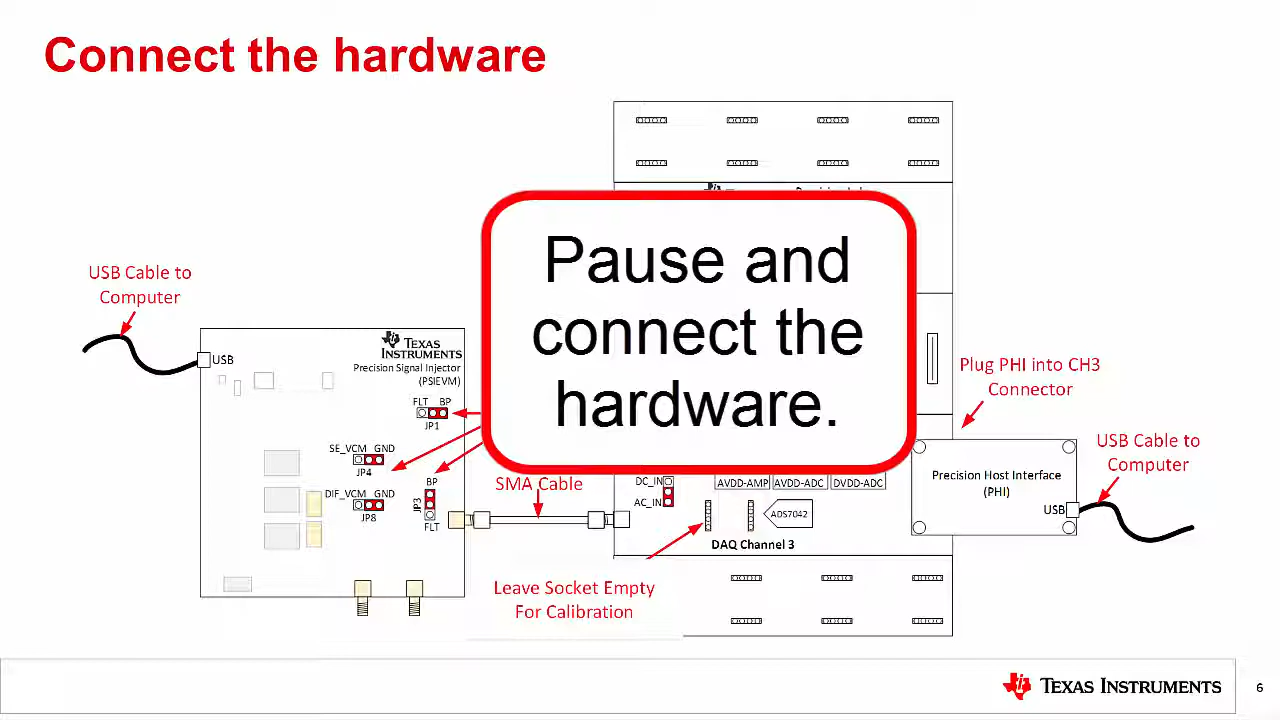 Connect the hardware
Pause and
connect the
hardware.
USB Cable to
Computer
USB
TEXAS
INSTRUMENTS
Precision Signal Injector
(PSIEVM)
FLT BP
JP1
SE_VCM GND
JP4
DIF_VCM GND
JP8
BP
JP3
FLT
SMA Cable
DC_IN
AC_IN
AVDD-AMP AVDD-ADC DVDD-ADC
ADS7042
DAQ Channel 3
Leave Socket Empty
For Calibration
Plug PHI into CH3
Connector
USB Cable to
Computer
Precision Host Interface
(PHI)
USB
TEXAS INSTRUMENTS
6